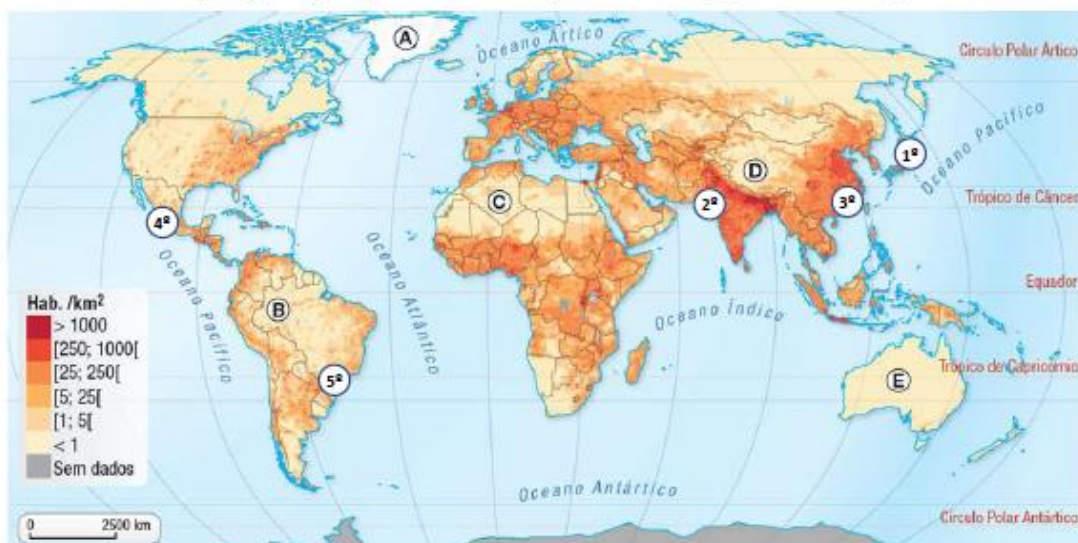 A
Oceano Ártico
Círculo Polar Ártico
Oceano Pacífico
1º
D
2º
3º
Trópico de Câncer
C
4º
Oceano Pacífico
Oceano Atlântico
B
Equador
Oceano Índico
5º
E
Trópico de Capricórnio
Hab. /km²
> 1000
[250; 1000[
[25; 250[
[5; 25[
[1; 5[
< 1
Sem dados
Oceano Antártico
0 2500 km
Círculo Polar Antártico